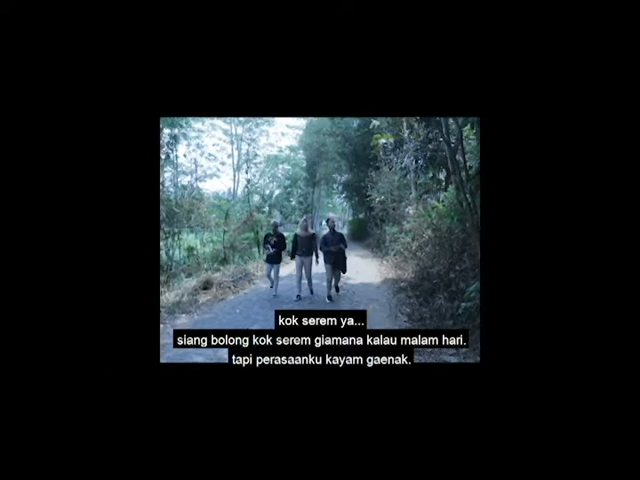 kok serem ya...
siang bolong kok serem giamana kalau malam hari.
tapi perasaanku kayam gaenak.